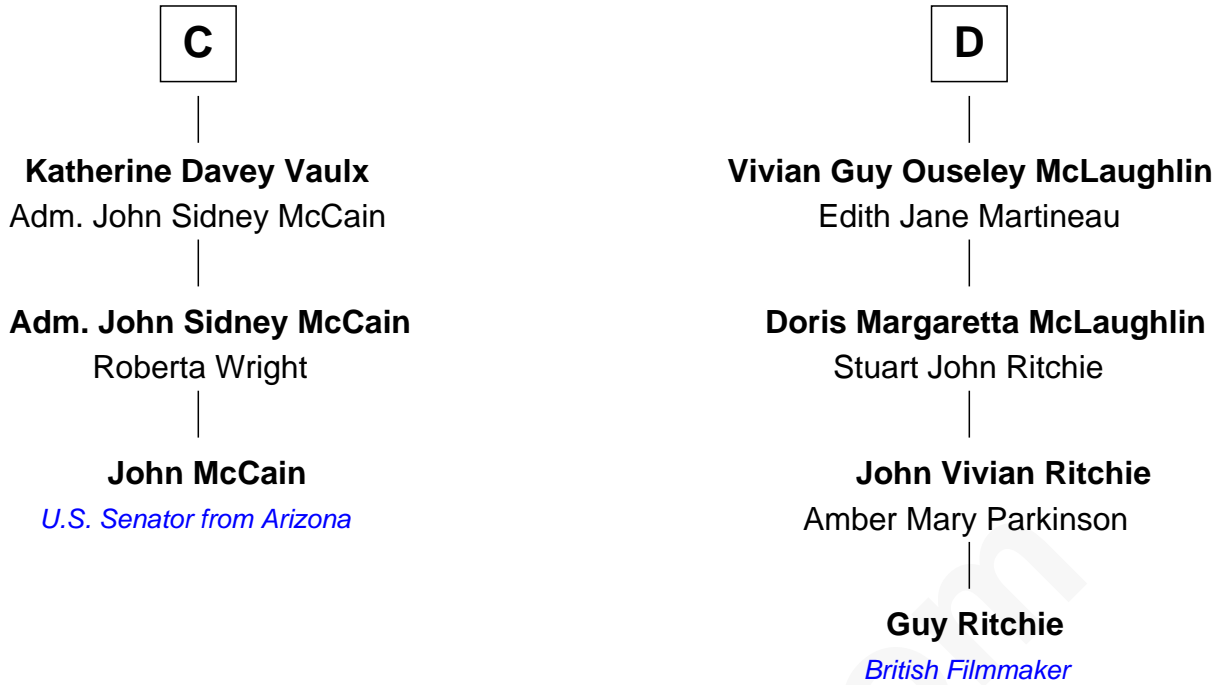 C
Katherine Davey Vaulx
Adm. John Sidney McCain
Adm. John Sidney McCain
Roberta Wright
John McCain
U.S. Senator from Arizona
D
Vivian Guy Ouseley McLaughlin
Edith Jane Martineau
Doris Margaretta McLaughlin
Stuart John Ritchie
John Vivian Ritchie
Amber Mary Parkinson
Guy Ritchie
British Filmmaker